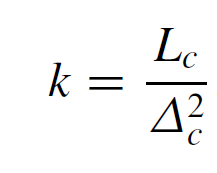 k = L_c / Δ_c^2